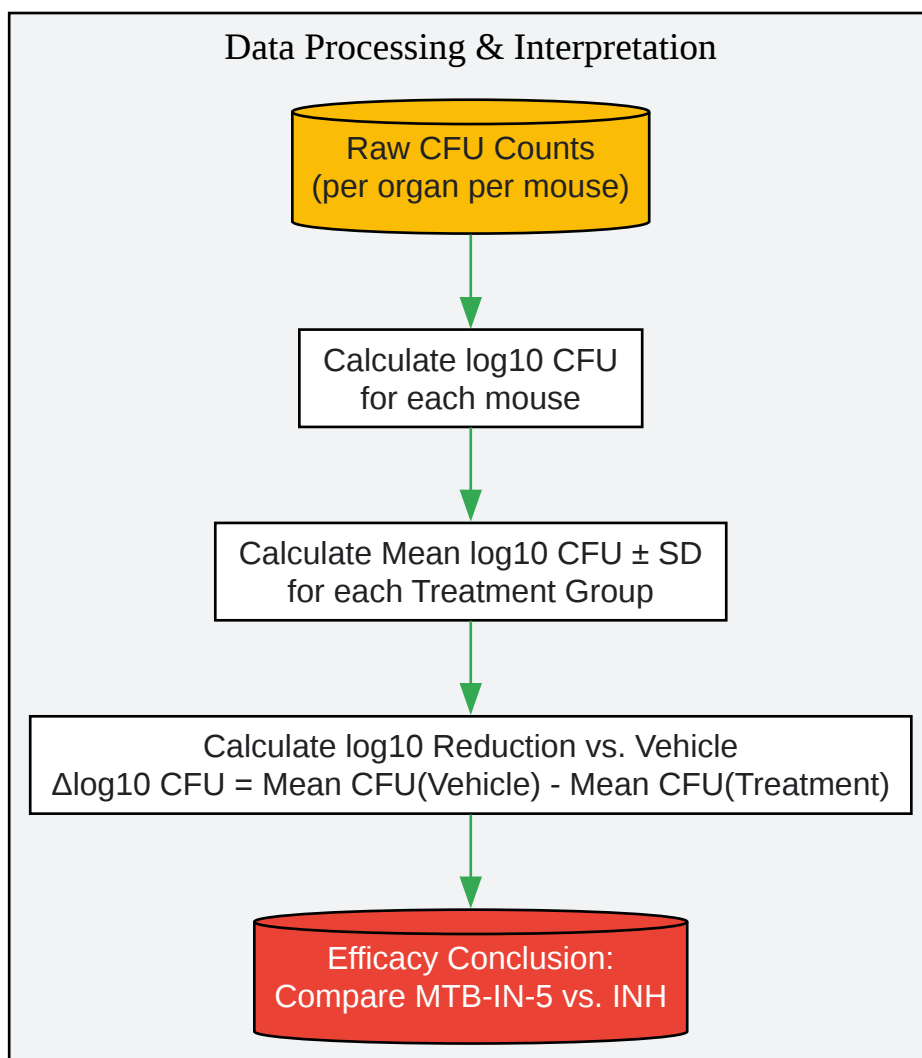 Data Processing & Interpretation
Raw CFU Counts
(per organ per mouse)
Calculate log10 CFU
for each mouse
Calculate Mean log10 CFU ± SD
for each Treatment Group
Calculate log10 Reduction vs. Vehicle
Δlog10 CFU = Mean CFU(Vehicle) - Mean CFU(Treatment)
Efficacy Conclusion:
Compare MTB-IN-5 vs. INH